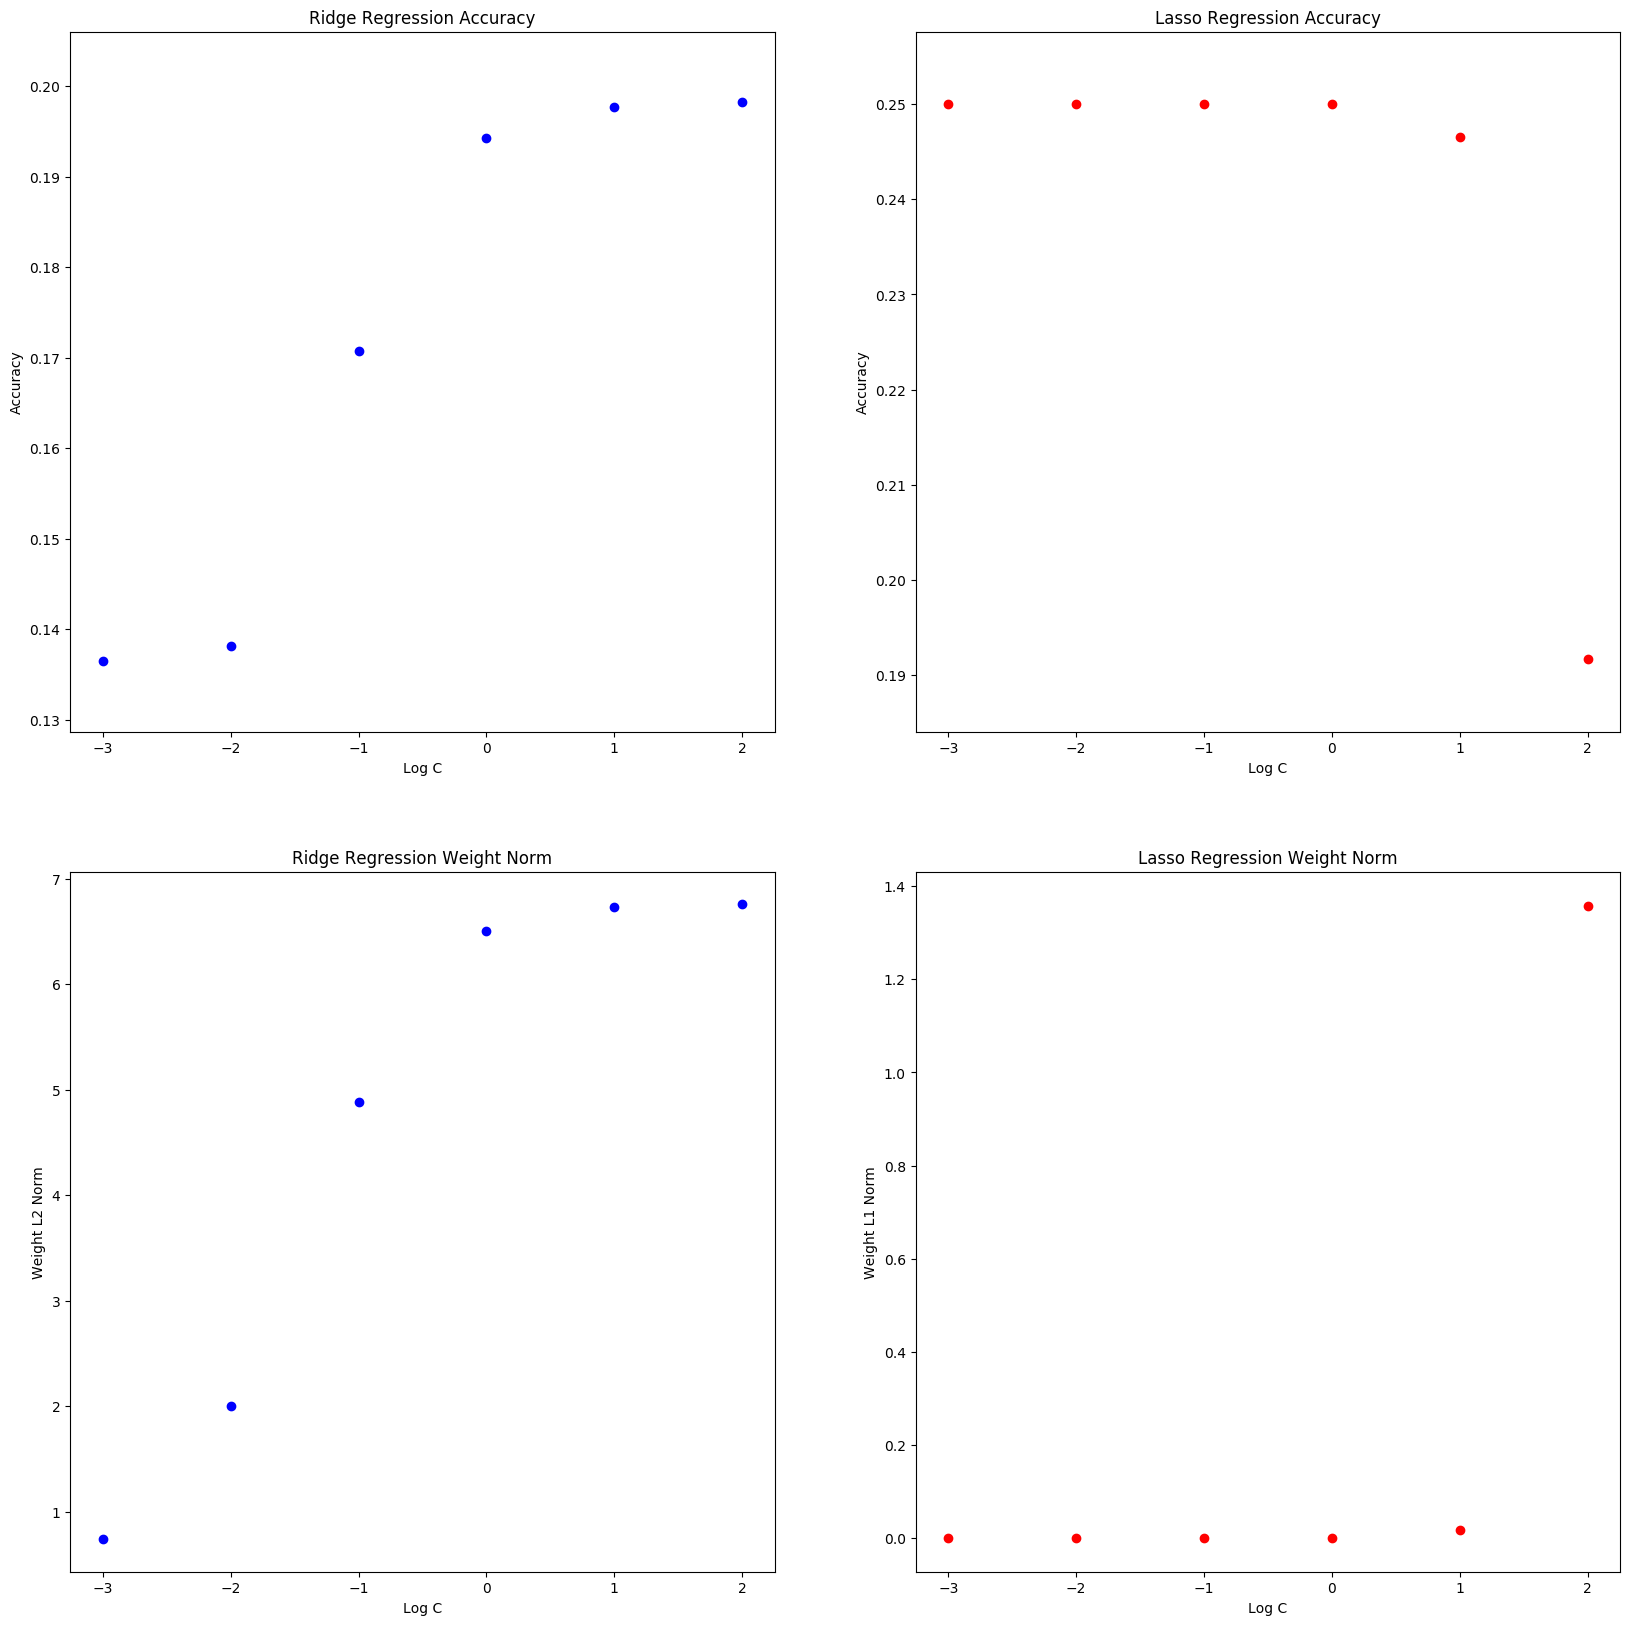 Ridge Regression Accuracy
Accuracy
0.20
0.19
0.18
0.17
0.16
0.15
0.14
0.13
−3 −2 −1 0 1 2
Log C
Lasso Regression Accuracy
Accuracy
0.25
0.24
0.23
0.22
0.21
0.20
0.19
−3 −2 −1 0 1 2
Log C
Ridge Regression Weight Norm
Weight L2 Norm
7
6
5
4
3
2
1
−3 −2 −1 0 1 2
Log C
Lasso Regression Weight Norm
Weight L1 Norm
1.4
1.2
1.0
0.8
0.6
0.4
0.2
0.0
−3 −2 −1 0 1 2
Log C